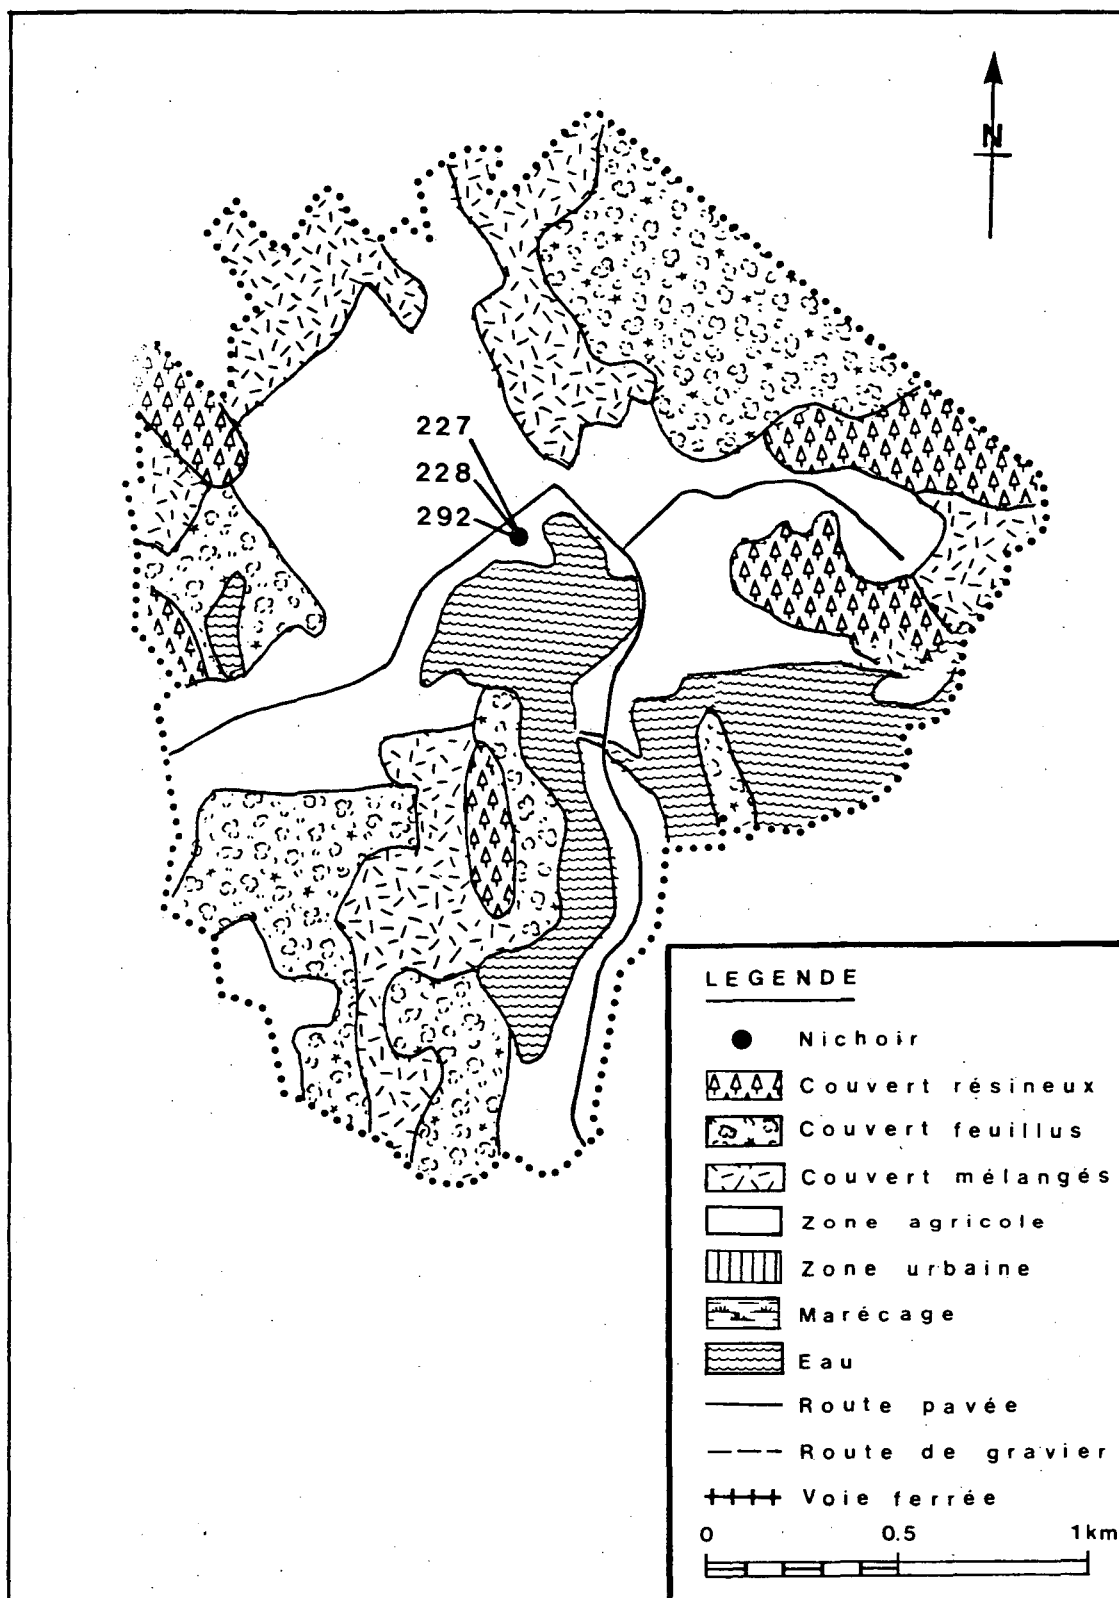 N
227
228
292
LEGENDE
Nichoir
Couvert résineux
Couvert feuillus
Couvert mélangés
Zone agricole
Zone urbaine
Marécage
Eau
Route pavée
Route de gravier
Voie ferrée
0 0.5 1km